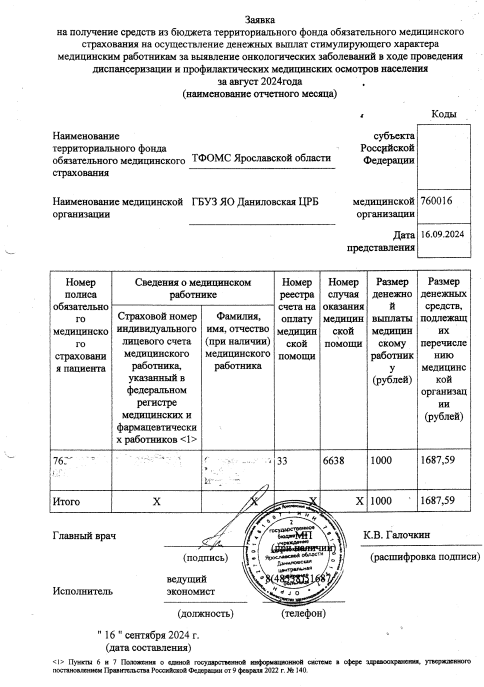 Заявка
на получение средств из бюджета территориального фонда обязательного медицинского
страхования на осуществление денежных выплат стимулирующего характера
медицинским работникам за выявление онкологических заболеваний в ходе проведения
диспансеризации и профилактических медицинских осмотров населения
за август 2024года
(наименование отчетного месяца)
Коды
Наименование
территориального фонда
обязательного медицинского
страхования
ТФОМС Ярославской области
субъекта
Российской
Федерации
Наименование медицинской
организации
ГБУЗ ЯО Даниловская ЦРБ
медицинской
организации
760016
Дата
представления
16.09.2024
Номер
полиса
обязательно
го
медицинско
го
страховани
я пациента
Сведения о медицинском
работнике
Страховой номер
индивидуального
лицевого счета
медицинского
работника,
указанный в
федеральном
регистре
медицинских и
фармацевтически
х работников <1>
Фамилия,
имя, отчество
(при наличии)
медицинского
работника
Номер
реестра
счета на
оплату
медицин
ской
помощи
Номер
случая
оказания
медицин
ской
помощи
Размер
денежно
й
выплаты
медицин
скому
работник
у
(рублей)
Размер
денежных
средств,
подлежащ
их
перечисле
нию
медицинс
кой
организац
ии
(рублей)
76
33
6638
1000
1687,59
Итого X X X X 1000 1687,59
Главный врач
(подпись)
МП
(при наличии)
К.В. Галочкин
(расшифровка подписи)
Исполнитель
ведущий
экономист
(должность)
8(48538)51687
(телефон)
государственное
бюджетное
учреждение
Ярославской области
Даниловская
центральная
" 16 " сентября 2024 г.
(дата составления)
<1> Пункты 6 и 7 Положения о единой государственной информационной системе в сфере здравоохранения, утвержденного
постановлением Правительства Российской Федерации от 9 февраля 2022 г. № 140.